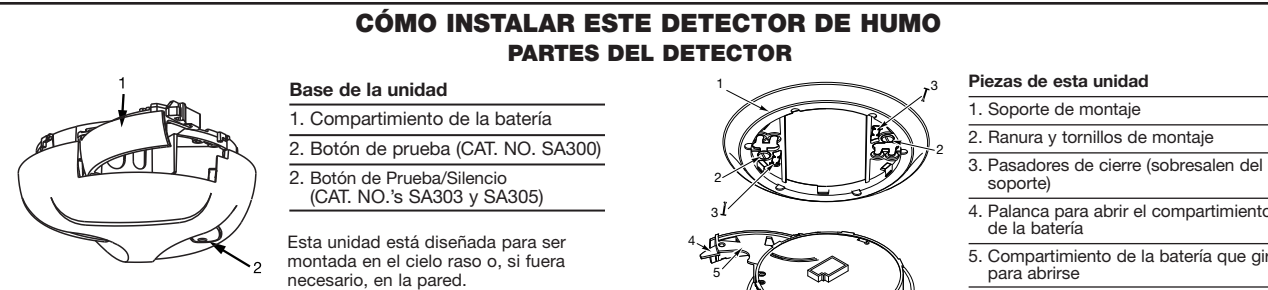 CÓMO INSTALAR ESTE DETECTOR DE HUMO
PARTES DEL DETECTOR
1
2
Base de la unidad
1. Compartimiento de la batería
2. Botón de prueba (CAT. NO. SA300)
2. Botón de Prueba/Silencio
(CAT. NO.'s SA303 y SA305)
Esta unidad está diseñada para ser
montada en el cielo raso o, si fuera
necesario, en la pared.
1
3
2
2
3
4
5
Piezas de esta unidad
1. Soporte de montaje
2. Ranura y tornillos de montaje
3. Pasadores de cierre (sobresalen del
soporte)
4. Palanca para abrir el compartimiento
de la batería
5. Compartimiento de la batería que
para abrirse